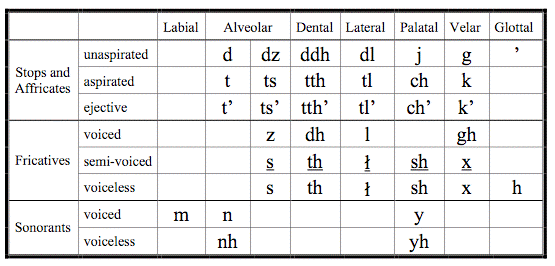 Labial Alveolar Dental Lateral Palatal Velar Glottal
Stops and Affricates
unaspirated d dz ddh dl j g ’
aspirated t ts tth tl ch k
ejective t’ ts’ tth’ tl’ ch’ k’
Fricatives
voiced z dh l gh
semi-voiced s th ł sh x
voiceless s th ł sh x h
Sonorants
voiced m n y
voiceless nh yh